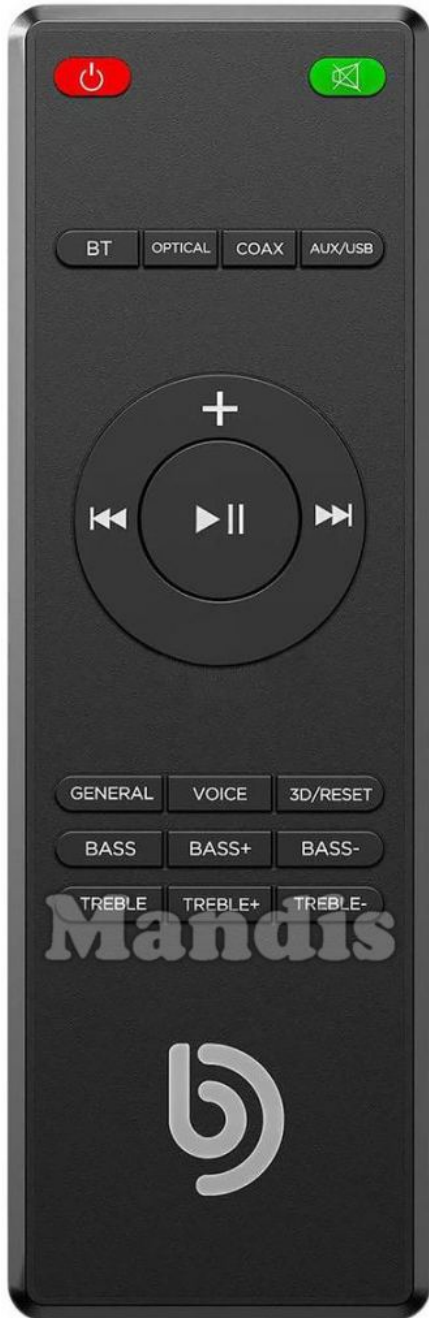 BT OPTICAL COAX AUX/USB
+
GENERAL VOICE 3D/RESET
BASS BASS+ BASS-
TREBLE TREBLE+ TREBLE-
Mandis
b